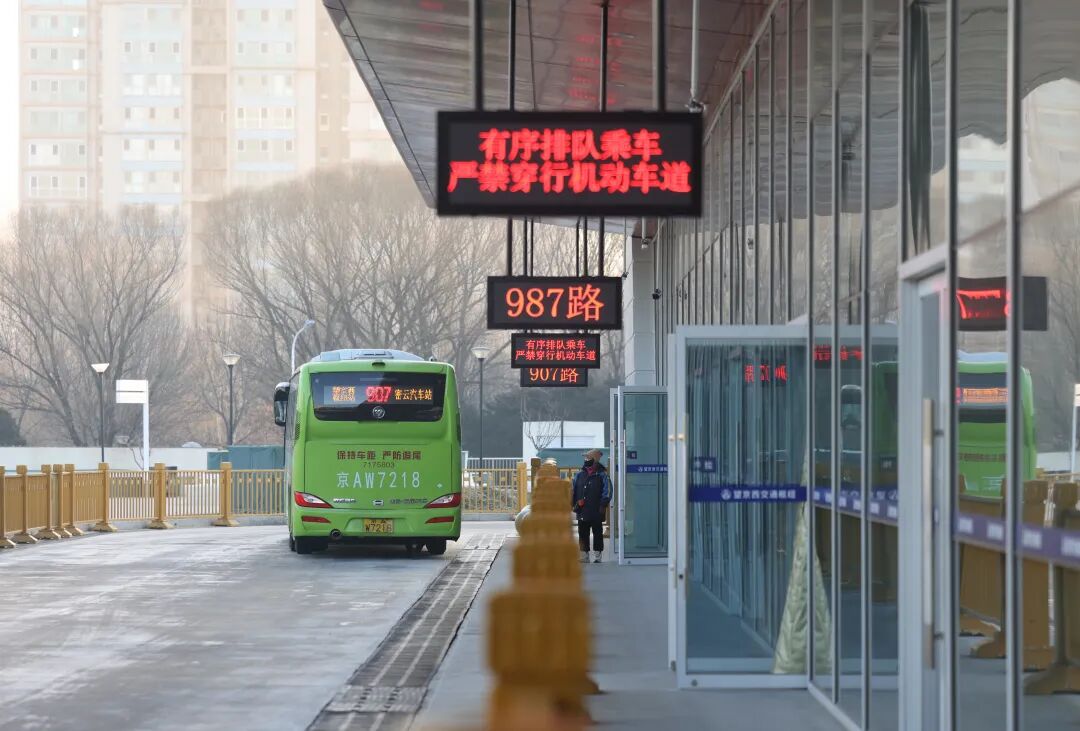 有序排队乘车
严禁穿行机动车道
987路
有序排队乘车
严禁穿行机动车道
907路
907
密云汽车站
保持车距 严防追尾
7175803
京AW7218
W7218
望京西交通枢纽